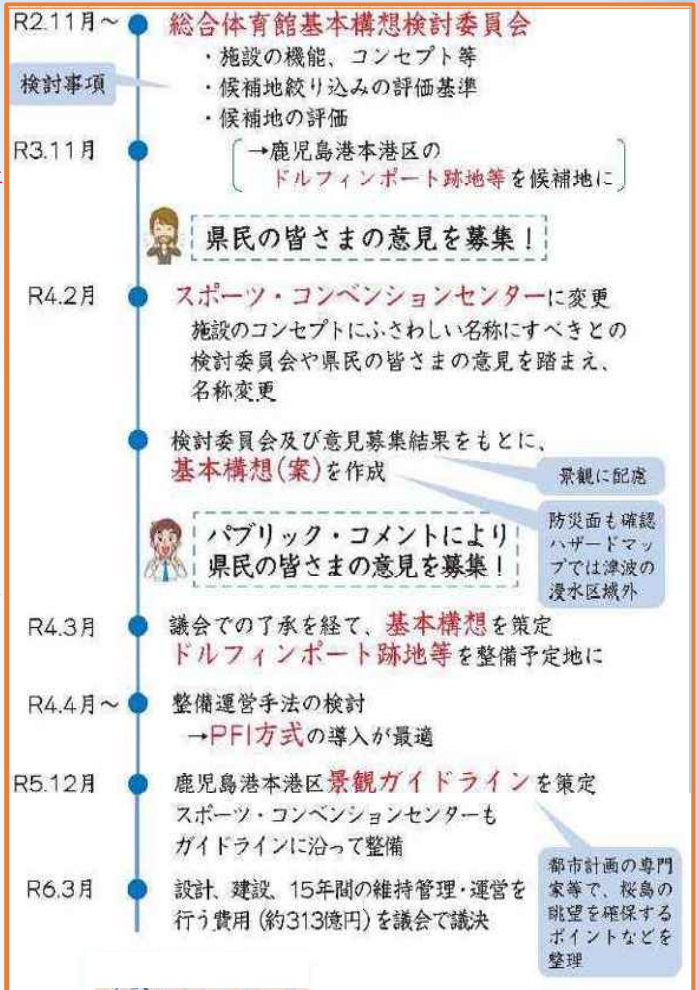 R2.11月～ 総合体育館基本構想検討委員会
・施設の機能、コンセプト等
検討事項
・候補地絞り込みの評価基準
・候補地の評価
R3.11月
→鹿児島港本港区の
ドルフィンポート跡地等を候補地に
県民の皆さまの意見を募集！
R4.2月 スポーツ・コンベンションセンターに変更
施設のコンセプトにふさわしい名称にすべきとの
検討委員会や県民の皆さまの意見を踏まえ、
名称変更
検討委員会及び意見募集結果をもとに、
基本構想(案)を作成
景観に配慮
防災面も確認
ハザードマッ
プでは津波の
浸水区域外
パブリック・コメントにより
県民の皆さまの意見を募集！
R4.3月 議会での了承を経て、基本構想を策定
ドルフィンポート跡地等を整備予定地に
R4.4月～ 整備運営手法の検討
→PFI方式の導入が最適
R5.12月 鹿児島港本港区景観ガイドラインを策定
スポーツ・コンベンションセンターも
ガイドラインに沿って整備
都市計画の専門
家等で、桜島の
眺望を確保する
ポイントなどを
整理
R6.3月 設計、建設、15年間の維持管理・運営を
行う費用(約313億円)を議会で議決